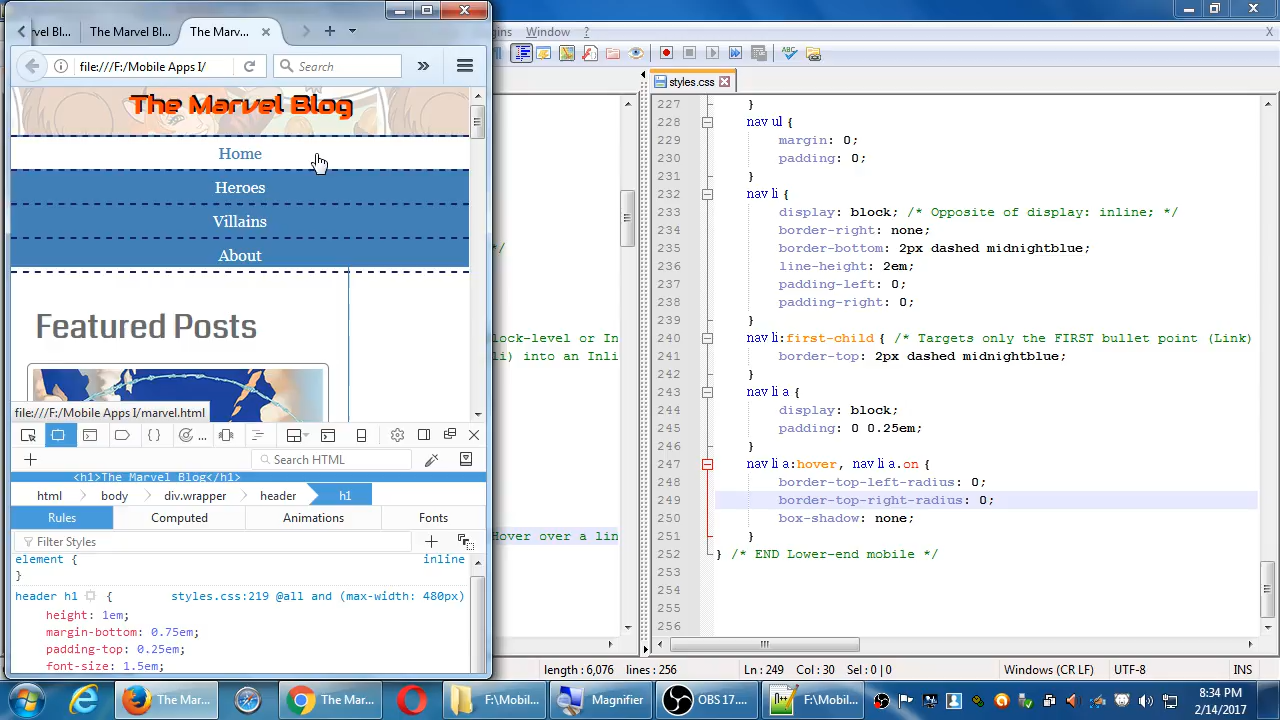 vel Bl...
The Marvel Bl...
The Marv...
file:///F:/Mobile Apps I/
Search
The Marvel Blog
Home
Heroes
Villains
About
Featured Posts
file:///F:/Mobile Apps I/marvel.html
Search HTML
<h1>The Marvel Blog</h1>
html
body
div.wrapper
header
h1
Rules
Computed
Animations
Fonts
Filter Styles
element {
inline
}
header h1 {
styles.css:219 @all and (max-width: 480px)
height: 1em;
margin-bottom: 0.75em;
padding-top: 0.25em;
font-size: 1.5em;
gins
Window
?
X
ABC
styles.css
*/
lock-level or In
li) into an Inli
Hover over a lin
227 }
228 nav ul {
229 margin: 0;
230 padding: 0;
231 }
232 nav li {
233 display: block; /* Opposite of display: inline; */
234 border-right: none;
235 border-bottom: 2px dashed midnightblue;
236 line-height: 2em;
237 padding-left: 0;
238 padding-right: 0;
239 }
240 nav li:first-child { /* Targets only the FIRST bullet point (Link)
241 border-top: 2px dashed midnightblue;
242 }
243 nav li a {
244 display: block;
245 padding: 0 0.25em;
246 }
247 nav li a:hover, nav li a.on {
248 border-top-left-radius: 0;
249 border-top-right-radius: 0;
250 box-shadow: none;
251 }
252 } /* END Lower-end mobile */
253
254
255
256
length : 6,076 lines : 256
Ln : 249 Col : 30 Sel : 0 | 0
Windows (CR LF)
UTF-8
INS
The Mar...
The Mar...
F:\Mobil...
Magnifier
OBS 17....
F:\Mobi...
8:34 PM
2/14/2017